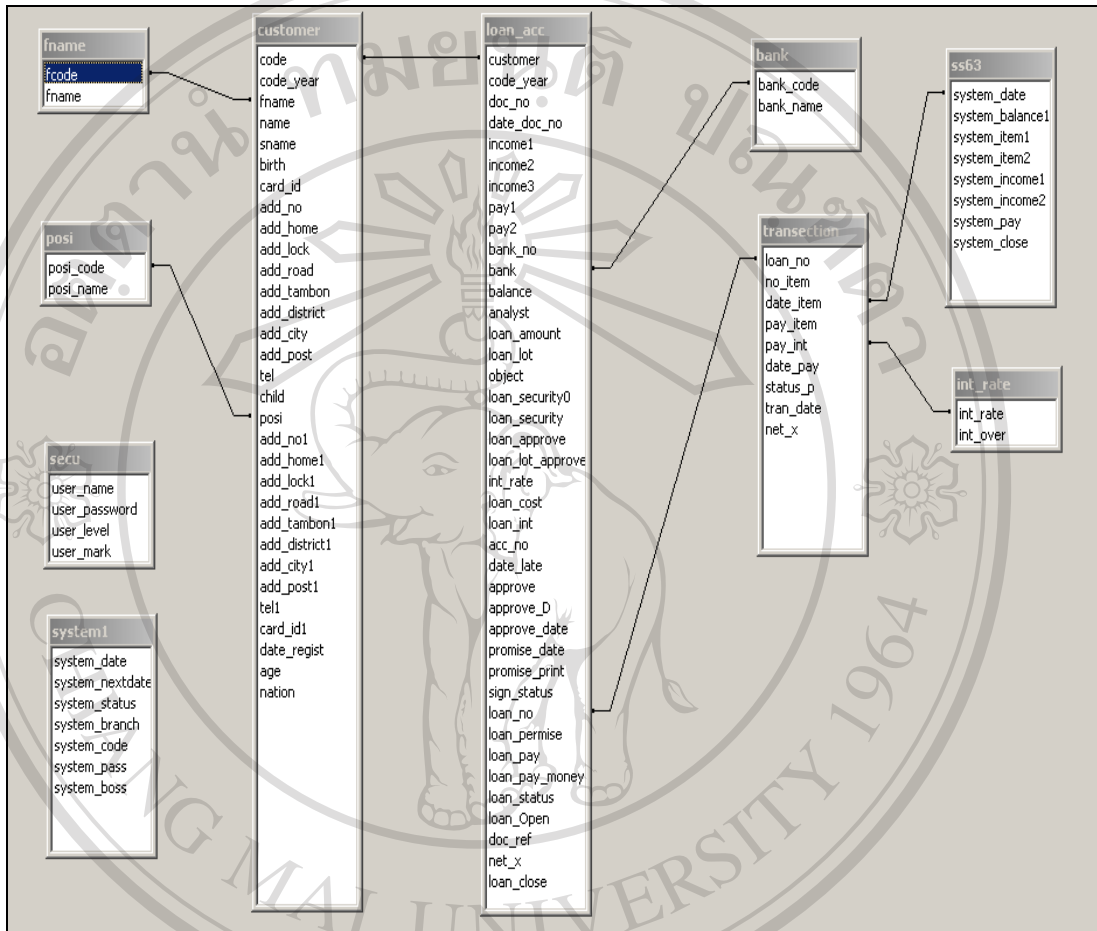 fname
fcode
fname
posi
posi_code
posi_name
secu
user_name
user_password
user_level
user_mark
system1
system_date
system_nextdate
system_status
system_branch
system_code
system_pass
system_boss
customer
code
code_year
fname
name
sname
birth
card_id
add_no
add_home
add_lock
add_road
add_tambon
add_district
add_city
add_post
tel
child
posi
add_no1
add_home1
add_lock1
add_road1
add_tambon1
add_district1
add_city1
add_post1
tel1
card_id1
date_regist
age
nation
loan_acc
customer
code_year
doc_no
date_doc_no
income1
income2
income3
pay1
pay2
bank_no
bank
balance
analyst
loan_amount
loan_lot
object
loan_security0
loan_security
loan_approve
loan_lot_approve
int_rate
loan_cost
loan_int
acc_no
date_late
approve
approve_D
approve_date
promise_date
promise_print
sign_status
loan_no
loan_permise
loan_pay
loan_pay_money
loan_status
loan_Open
doc_ref
net_x
loan_close
bank
bank_code
bank_name
transection
loan_no
no_item
date_item
pay_item
pay_int
date_pay
status_p
tran_date
net_x
ss63
system_date
system_balance1
system_item1
system_item2
system_income1
system_income2
system_pay
system_close
int_rate
int_rate
int_over
CHIANG MAI UNIVERSITY 1964